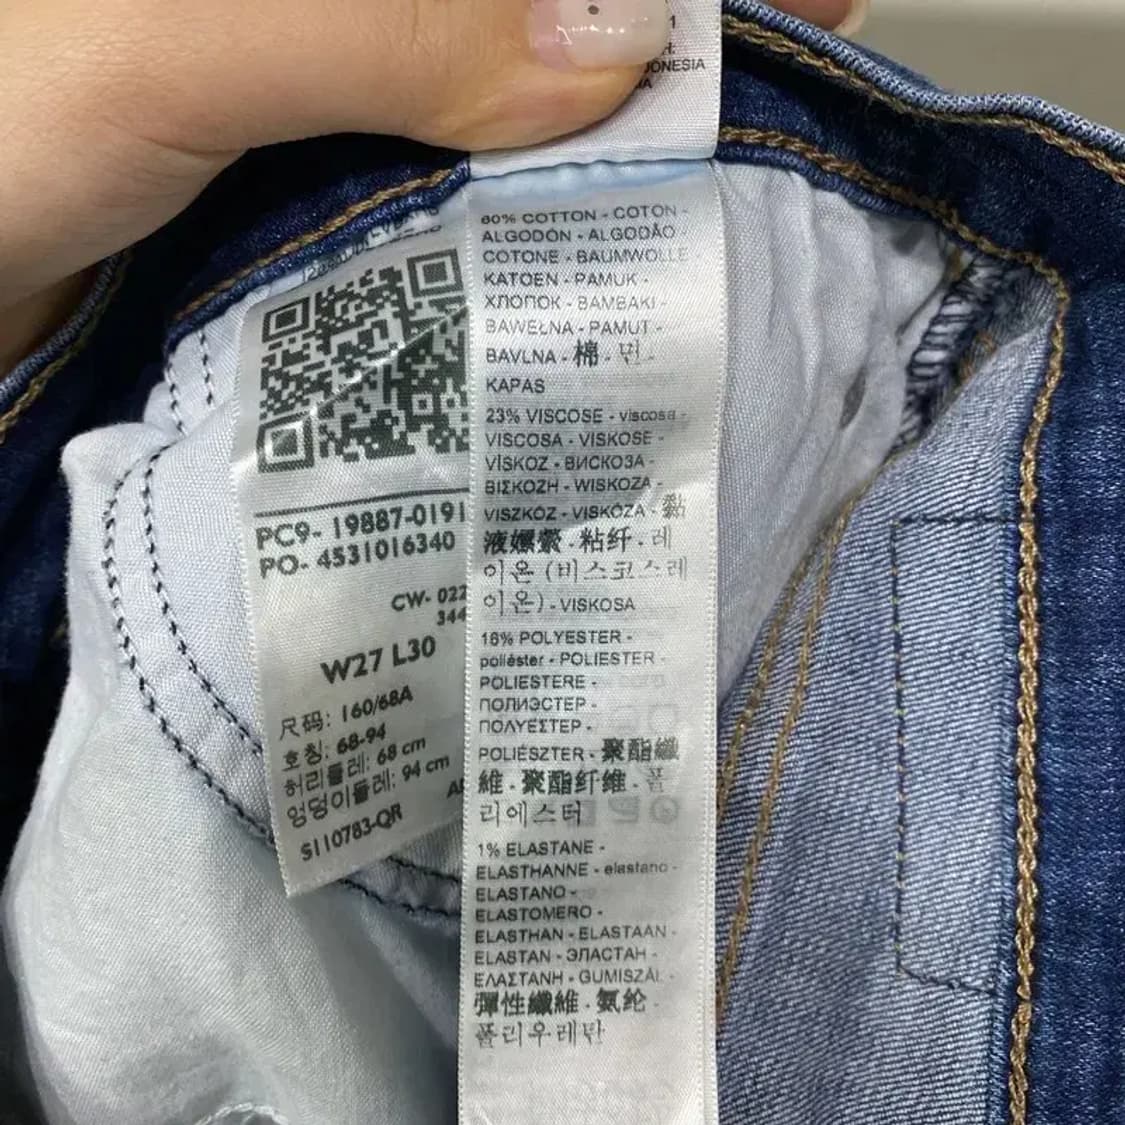 PC9- 19887-0191
PO- 4531016340
CW- 022
344
W27 L30
尺码: 160/68A
호칭: 68-94
허리둘레: 68 cm
엉덩이둘레: 94 cm
S110783-QR
60% COTTON - COTON -
ALGODÓN - ALGODÃO
COTONE - BAUMWOLLE
KATOEN - PAMUK -
ХЛОПОК - BAMBAKI -
BAWEŁNA - PAMUT -
BAVLNA - 棉 - 면 -
KAPAS
23% VISCOSE - viscosa -
VISCOSA - VISKOSE -
VİSKOZ - ВИСКОЗА -
ΒΙΣΚΟΖΗ - WISKOZA -
VISZKÓZ - VISKÓZA - 黏
液嫘縈 - 粘纤 - 레
이온 (비스코스레
이온) - VISKOSA
16% POLYESTER -
poliéster - POLIESTER -
POLIESTERE -
ПОЛИЭСТЕР -
ΠΟΛΥΕΣΤΕΡ -
POLIÉSZTER - 聚酯纖
維 - 聚酯纤维 - 폴
리에스터
1% ELASTANE -
ELASTHANNE - elastano -
ELASTANO -
ELASTOMERO -
ELASTHAN - ELASTAAN -
ELASTAN - ЭЛАСТАН -
ΕΛΑΣΤΑΝΗ - GUMISZÁL -
彈性纖維 - 氨纶 -
폴리우레탄